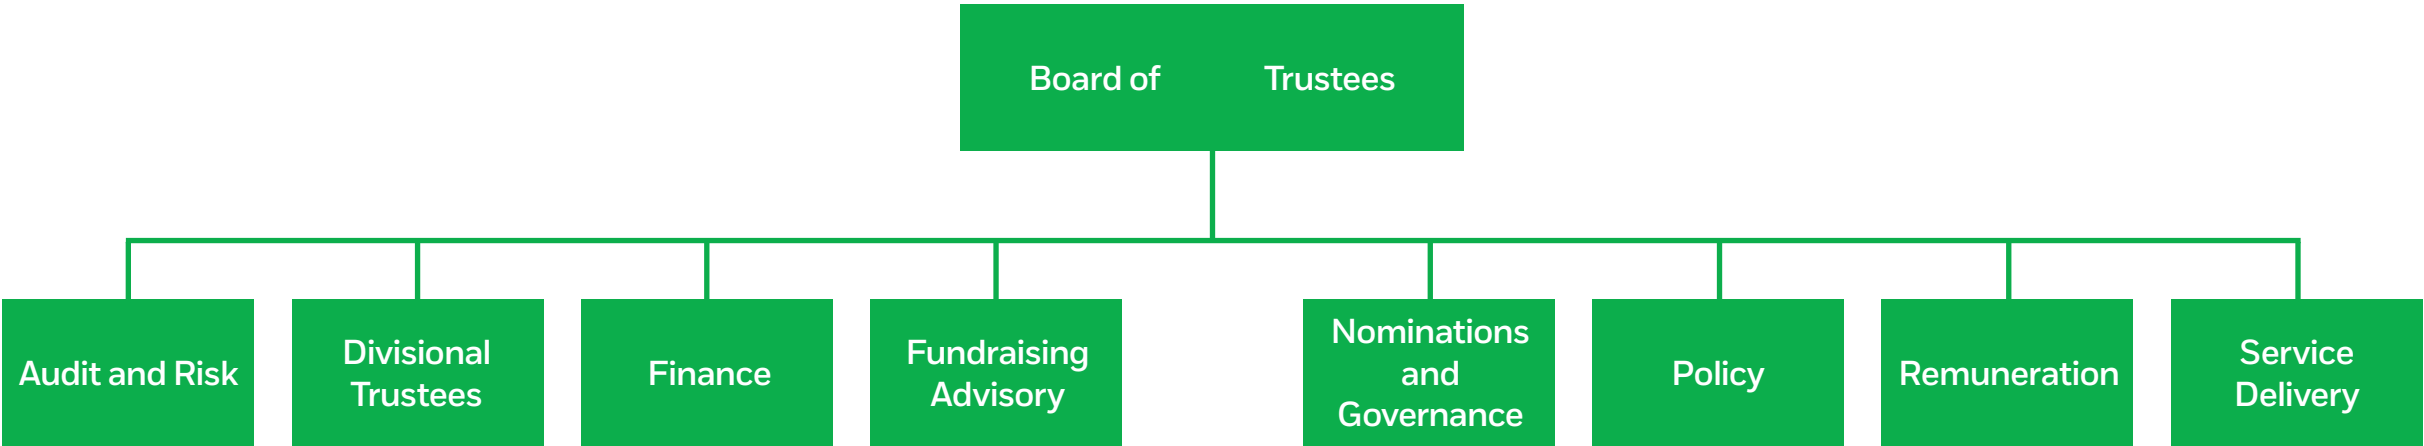 Board of Trustees
Audit and Risk
Divisional
Trustees
Finance
Fundraising
Advisory
Nominations
and
Governance
Policy
Remuneration
Service
Delivery